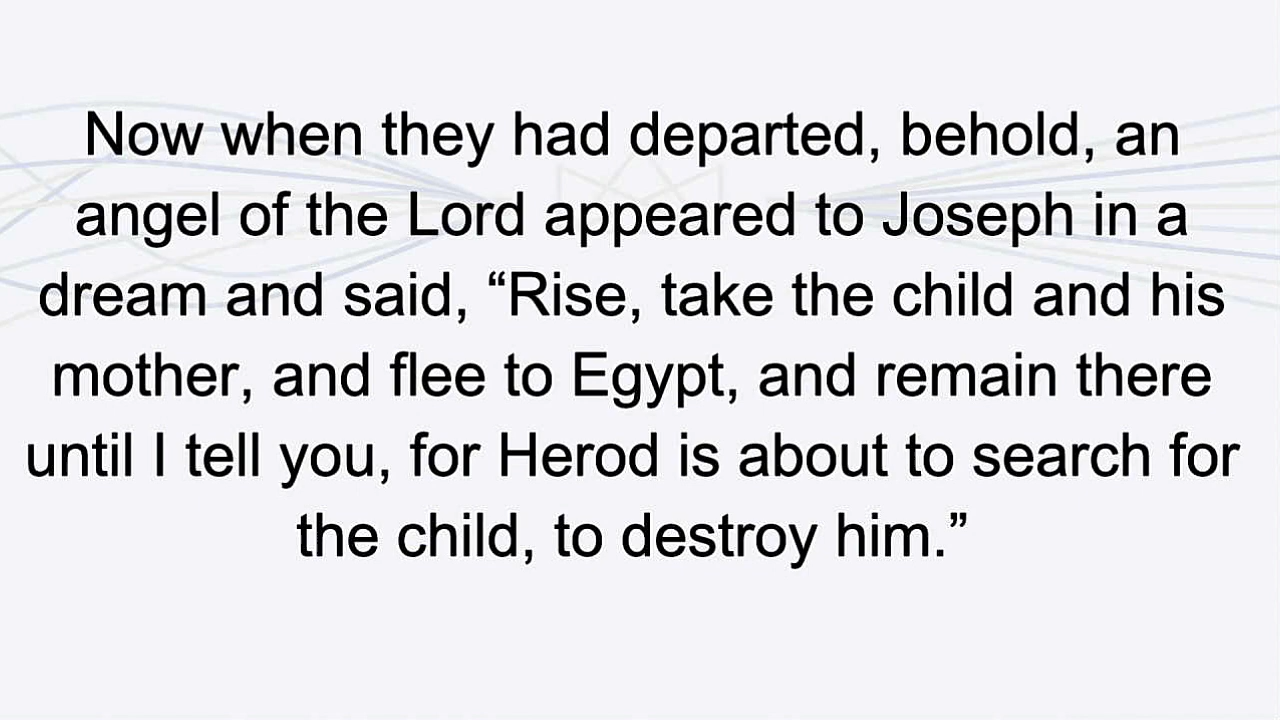 Now when they had departed, behold, an
angel of the Lord appeared to Joseph in a
dream and said, “Rise, take the child and his
mother, and flee to Egypt, and remain there
until I tell you, for Herod is about to search for
the child, to destroy him.”